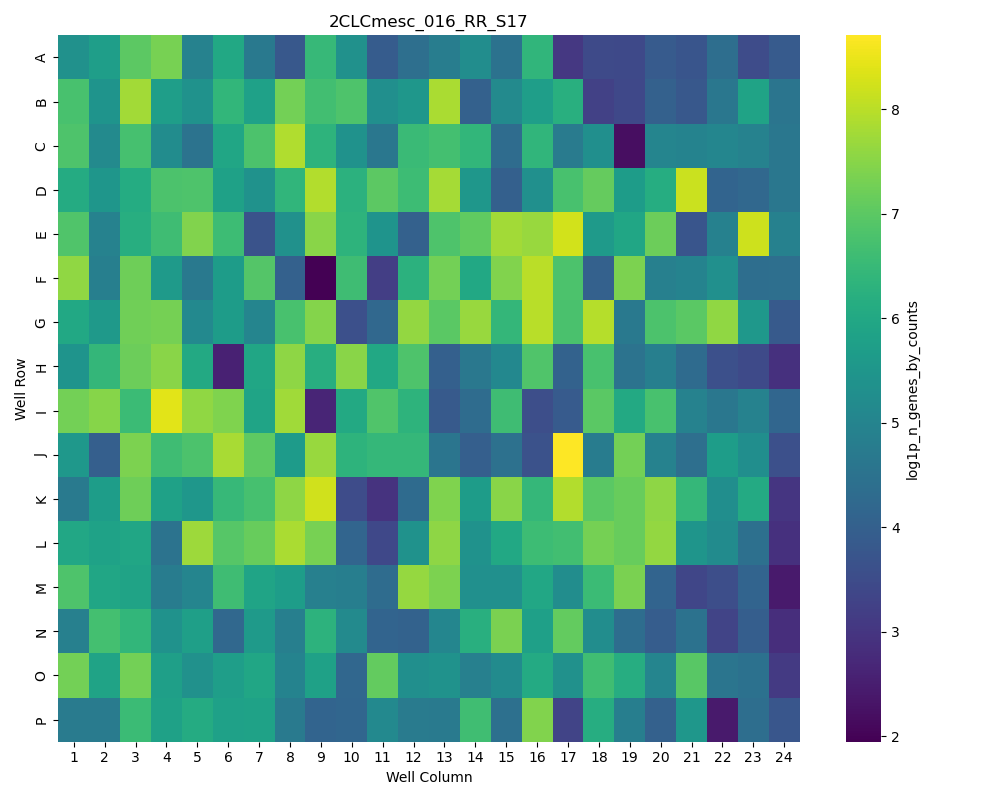 2CLCmesc_016_RR_S17
A
B
C
D
E
F
G
H
I
J
K
L
M
N
O
P
Well Row
1 2 3 4 5 6 7 8 9 10 11 12 13 14 15 16 17 18 19 20 21 22 23 24
Well Column
8
7
6
5
4
3
2
log1p_n_genes_by_counts